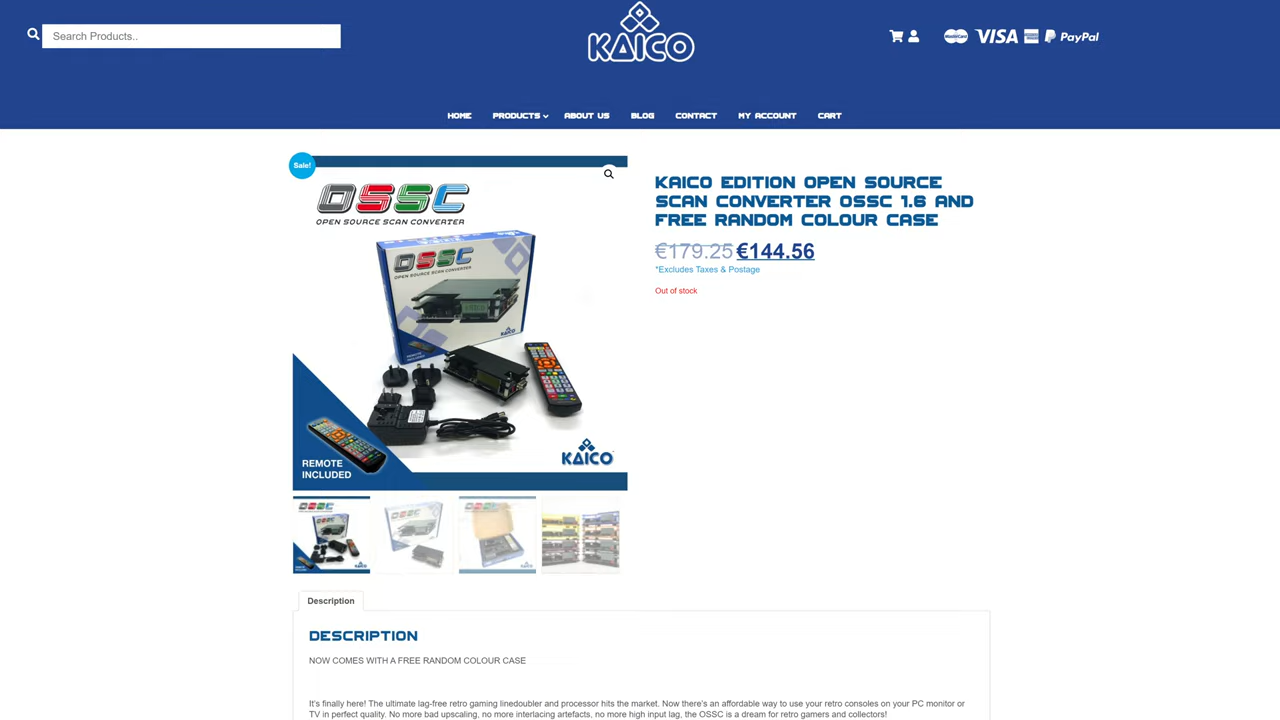 Search Products..
KAICO
MasterCard VISA PayPal
HOME PRODUCTS ABOUT US BLOG CONTACT MY ACCOUNT CART
Sale!
OSSC
OPEN SOURCE SCAN CONVERTER
OSSC
OPEN SOURCE SCAN CONVERTER
KAICO
REMOTE
INCLUDED
KAICO
KAICO EDITION OPEN SOURCE
SCAN CONVERTER OSSC 1.6 AND
FREE RANDOM COLOUR CASE
€179.25 €144.56
*Excludes Taxes & Postage
Out of stock
Description
DESCRIPTION
NOW COMES WITH A FREE RANDOM COLOUR CASE
It's finally here! The ultimate lag-free retro gaming linedoubler and processor hits the market. Now there's an affordable way to use your retro consoles on your PC monitor or
TV in perfect quality. No more bad upscaling, no more interlacing artefacts, no more high input lag, the OSSC is a dream for retro gamers and collectors!